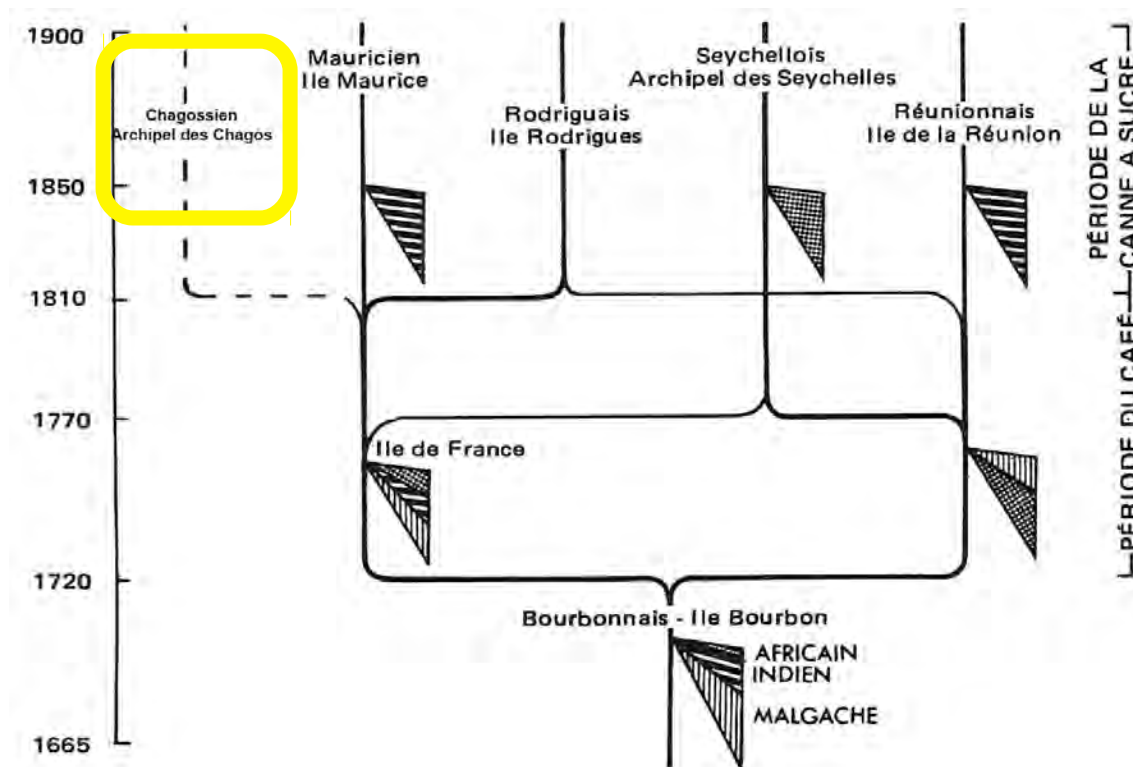 1900
Mauricien
Ile Maurice
Seychellois
Archipel des Seychelles
Chagossien
Archipel des Chagos
Rodriguais
Ile Rodrigues
Réunionnais
Ile de la Réunion
PÉRIODE DE LA
CANNE A SUCRE
1850
1810
1770
Ile de France
PÉRIODE DU CAFÉ
1720
Bourbonnais - Ile Bourbon
AFRICAIN
INDIEN
MALGACHE
1665